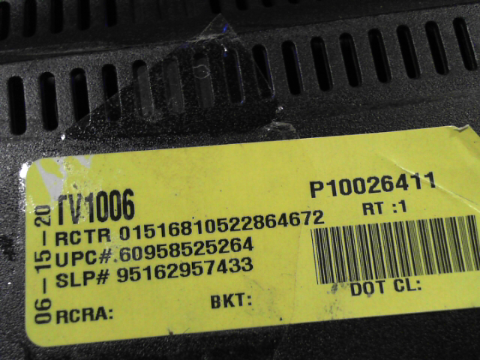 06-15-20
TV1006
P10026411
RCTR 01516810522864672
RT :1
UPC#.60958525264
SLP# 95162957433
RCRA:
BKT:
DOT CL: